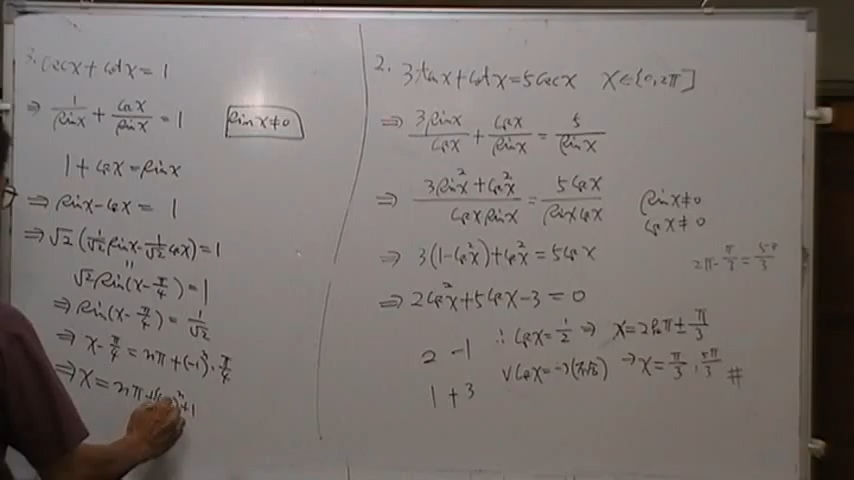 3. cscx + cotx = 1
⇒ 1/sinx + cosx/sinx = 1
sinx≠0
1 + cosx = sinx
⇒ sinx - cosx = 1
⇒ √2 (1/√2 sinx - 1/√2 cosx) = 1
√2 sin(x - π/4) = 1
⇒ sin(x - π/4) = 1/√2
⇒ x - π/4 = nπ + (-1)ⁿ · π/4
⇒ x = nπ +
2. 3tanx + cotx = 5cscx x∈[0, 2π]
⇒ 3sinx/cosx + cosx/sinx = 5/sinx
⇒ (3sin²x + cos²x)/(cosx sinx) = 5cosx/(sinx cosx)
sinx≠0
cosx≠0
⇒ 3(1-cos²x) + cos²x = 5cosx
2π - π/3 = 5π/3
⇒ 2cos²x + 5cosx - 3 = 0
2 -1
1 +3
∴ cosx = 1/2 ⇒ x = 2nπ ± π/3
∨ cosx = -3 (不合) → x = π/3, 5π/3 #